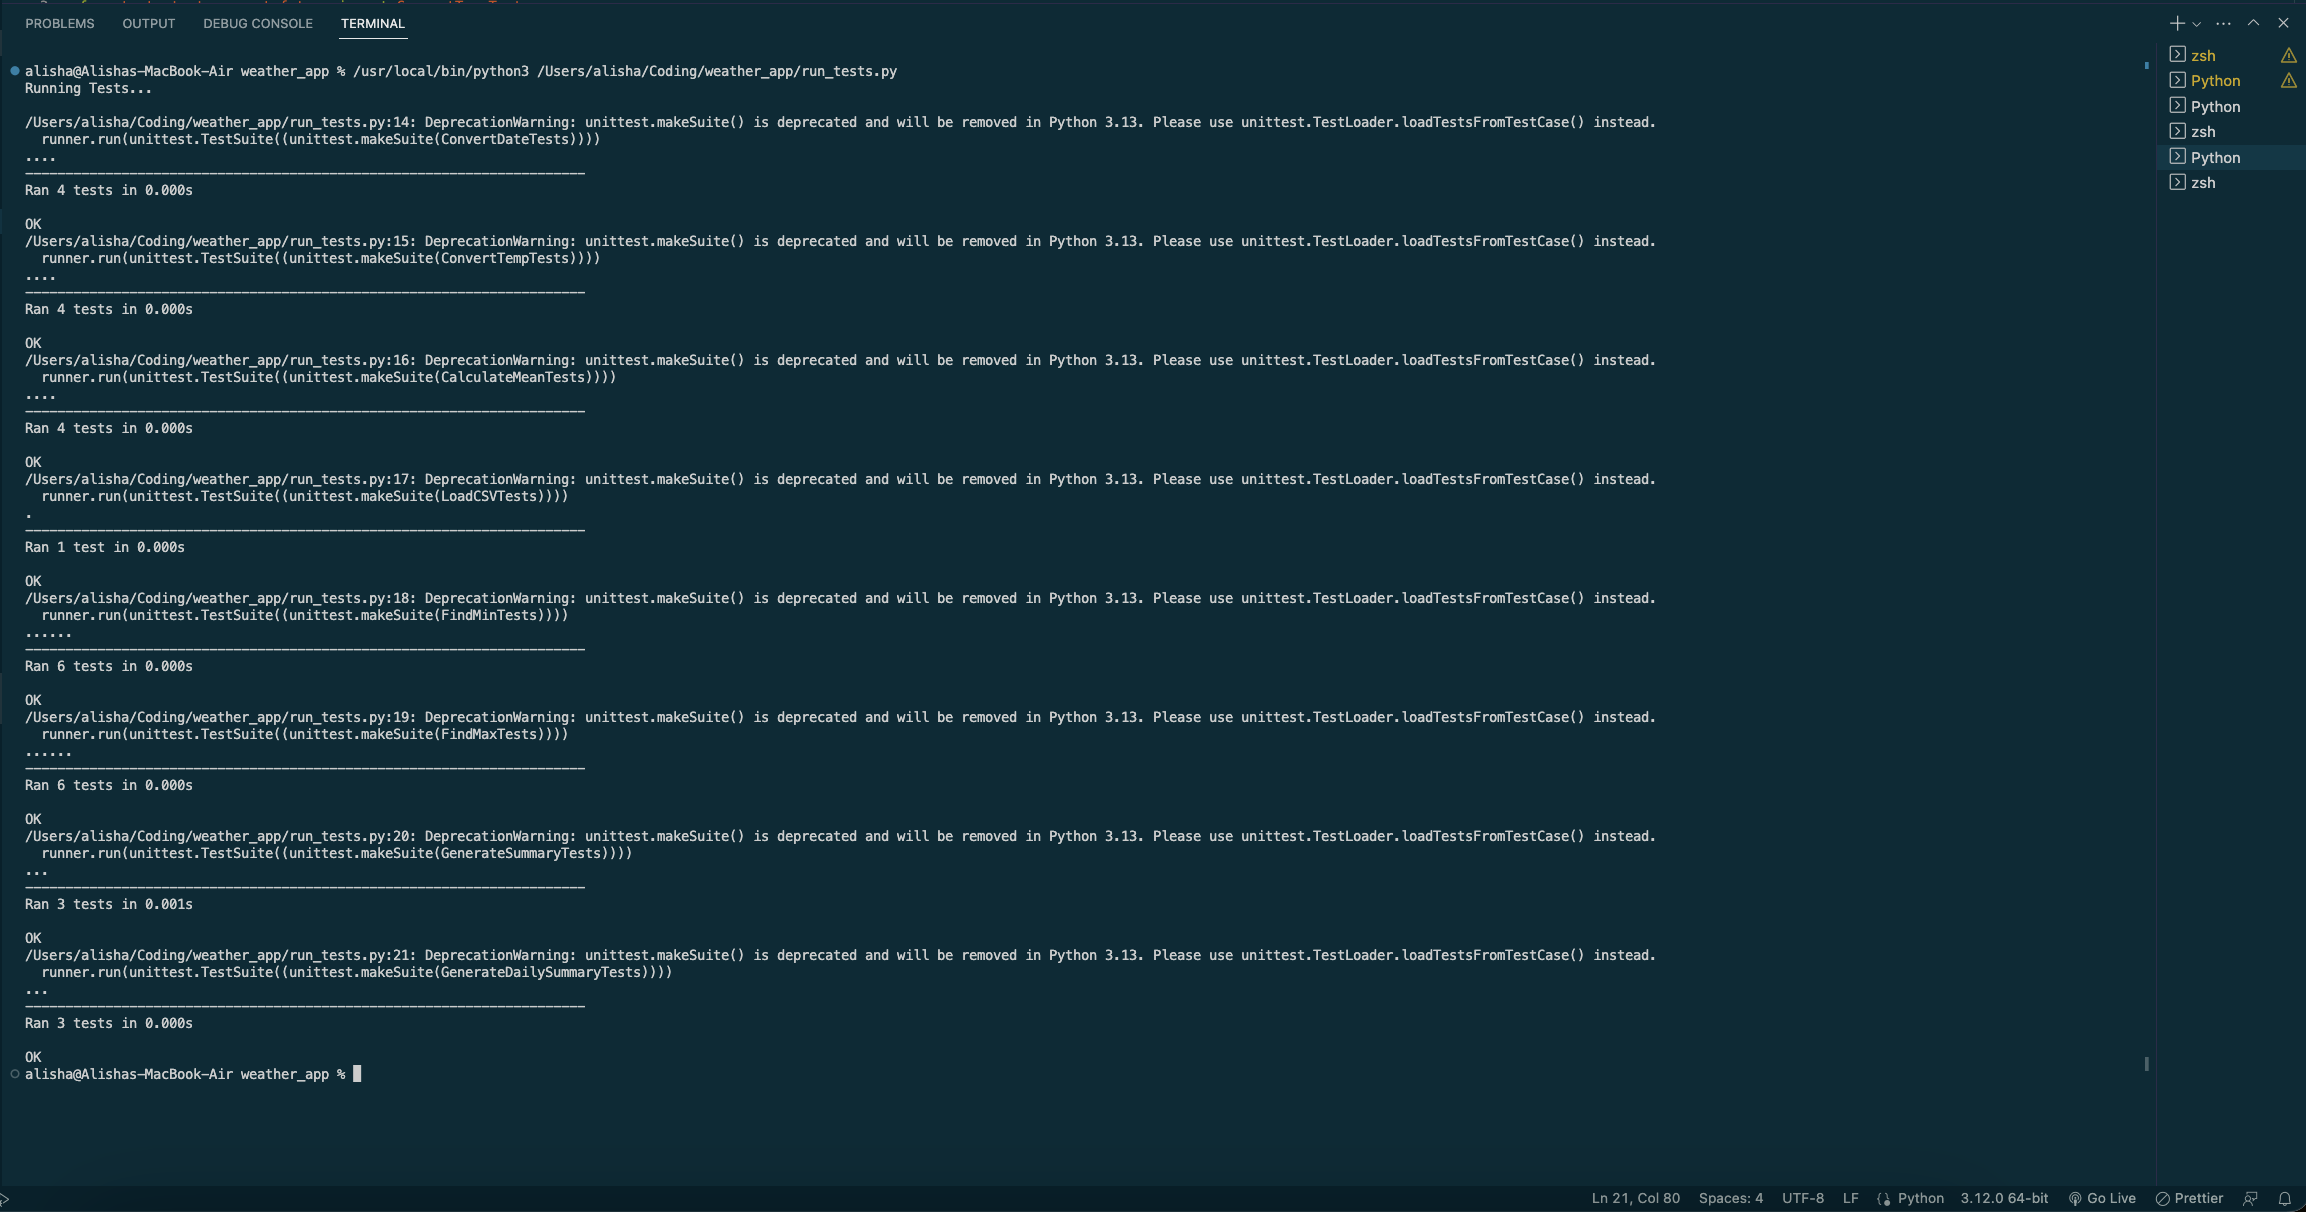 PROBLEMS OUTPUT DEBUG CONSOLE TERMINAL
alisha@Alishas-MacBook-Air weather_app % /usr/local/bin/python3 /Users/alisha/Coding/weather_app/run_tests.py
Running Tests...
/Users/alisha/Coding/weather_app/run_tests.py:14: DeprecationWarning: unittest.makeSuite() is deprecated and will be removed in Python 3.13. Please use unittest.TestLoader.loadTestsFromTestCase() instead.
  runner.run(unittest.TestSuite((unittest.makeSuite(ConvertDateTests))))
....
----------------------------------------------------------------------
Ran 4 tests in 0.000s
OK
/Users/alisha/Coding/weather_app/run_tests.py:15: DeprecationWarning: unittest.makeSuite() is deprecated and will be removed in Python 3.13. Please use unittest.TestLoader.loadTestsFromTestCase() instead.
  runner.run(unittest.TestSuite((unittest.makeSuite(ConvertTempTests))))
....
----------------------------------------------------------------------
Ran 4 tests in 0.000s
OK
/Users/alisha/Coding/weather_app/run_tests.py:16: DeprecationWarning: unittest.makeSuite() is deprecated and will be removed in Python 3.13. Please use unittest.TestLoader.loadTestsFromTestCase() instead.
  runner.run(unittest.TestSuite((unittest.makeSuite(CalculateMeanTests))))
....
----------------------------------------------------------------------
Ran 4 tests in 0.000s
OK
/Users/alisha/Coding/weather_app/run_tests.py:17: DeprecationWarning: unittest.makeSuite() is deprecated and will be removed in Python 3.13. Please use unittest.TestLoader.loadTestsFromTestCase() instead.
  runner.run(unittest.TestSuite((unittest.makeSuite(LoadCSVTests))))
.
----------------------------------------------------------------------
Ran 1 test in 0.000s
OK
/Users/alisha/Coding/weather_app/run_tests.py:18: DeprecationWarning: unittest.makeSuite() is deprecated and will be removed in Python 3.13. Please use unittest.TestLoader.loadTestsFromTestCase() instead.
  runner.run(unittest.TestSuite((unittest.makeSuite(FindMinTests))))
......
----------------------------------------------------------------------
Ran 6 tests in 0.000s
OK
/Users/alisha/Coding/weather_app/run_tests.py:19: DeprecationWarning: unittest.makeSuite() is deprecated and will be removed in Python 3.13. Please use unittest.TestLoader.loadTestsFromTestCase() instead.
  runner.run(unittest.TestSuite((unittest.makeSuite(FindMaxTests))))
......
----------------------------------------------------------------------
Ran 6 tests in 0.000s
OK
/Users/alisha/Coding/weather_app/run_tests.py:20: DeprecationWarning: unittest.makeSuite() is deprecated and will be removed in Python 3.13. Please use unittest.TestLoader.loadTestsFromTestCase() instead.
  runner.run(unittest.TestSuite((unittest.makeSuite(GenerateSummaryTests))))
...
----------------------------------------------------------------------
Ran 3 tests in 0.001s
OK
/Users/alisha/Coding/weather_app/run_tests.py:21: DeprecationWarning: unittest.makeSuite() is deprecated and will be removed in Python 3.13. Please use unittest.TestLoader.loadTestsFromTestCase() instead.
  runner.run(unittest.TestSuite((unittest.makeSuite(GenerateDailySummaryTests))))
...
----------------------------------------------------------------------
Ran 3 tests in 0.000s
OK
alisha@Alishas-MacBook-Air weather_app %
zsh
Python
Python
zsh
Python
zsh
Ln 21, Col 80 Spaces: 4 UTF-8 LF Python 3.12.0 64-bit Go Live Prettier